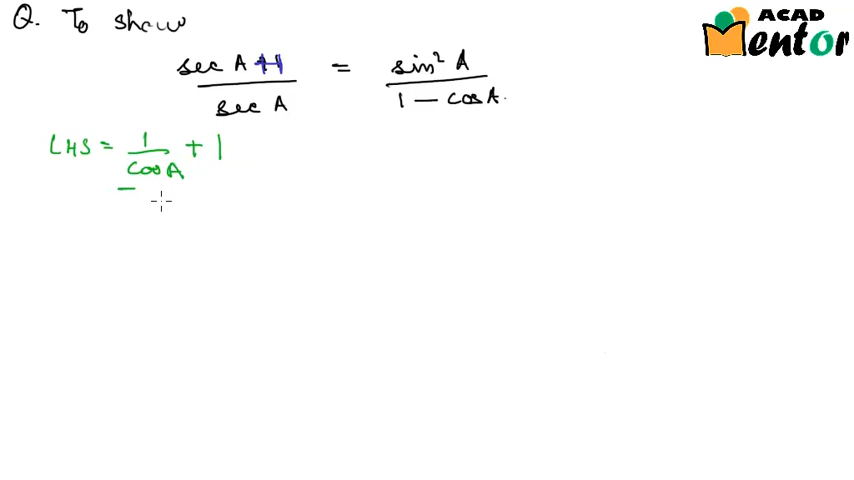 Q. To show
sec A +1 / sec A = sin² A / 1 − cos A.
LHS = 1 / cos A + 1
ACAD
Mentor